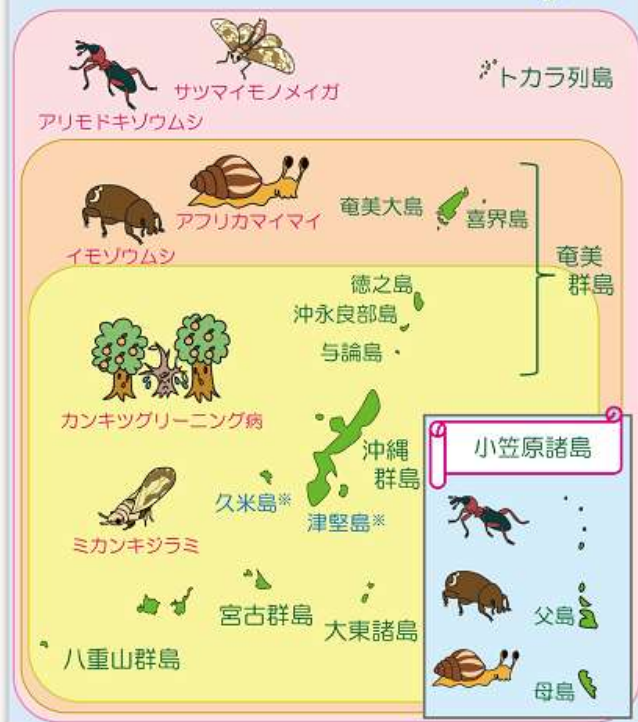 サツマイモノメイガ
トカラ列島
アリモドキゾウムシ
アフリカマイマイ
奄美大島
喜界島
イモゾウムシ
奄美
群島
徳之島
沖永良部島
与論島
カンキツグリーニング病
沖縄
群島
小笠原諸島
久米島※
津堅島※
ミカンキジラミ
宮古群島
大東諸島
父島
八重山群島
母島